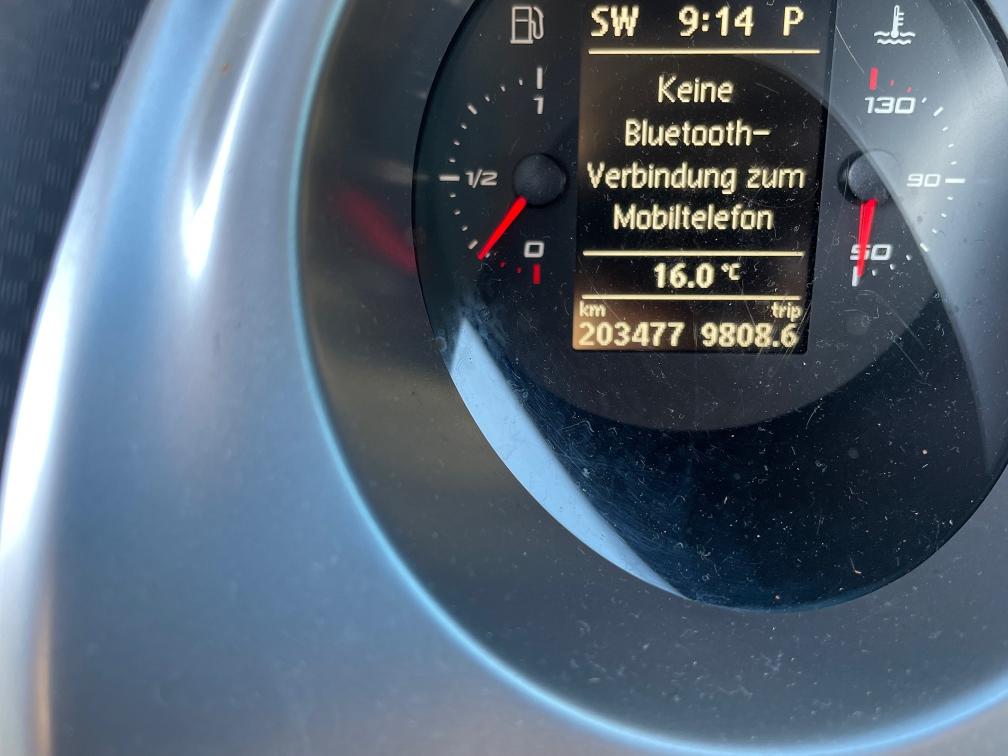 SW 9:14 P
1
130
Keine
Bluetooth-
1/2
Verbindung zum
90
Mobiltelefon
0
50
16.0 °C
km trip
203477 9808.6